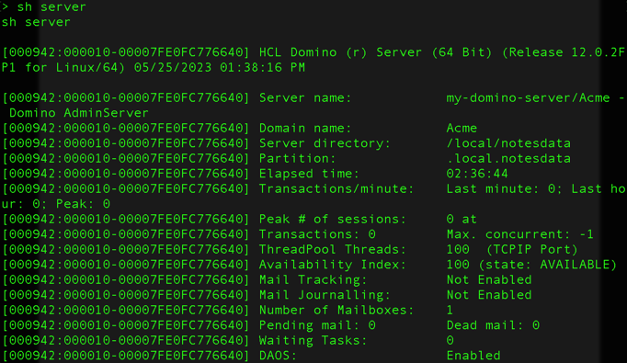 > sh server
sh server
[000942:000010-00007FE0FC776640] HCL Domino (r) Server (64 Bit) (Release 12.0.2F
P1 for Linux/64) 05/25/2023 01:38:16 PM
[000942:000010-00007FE0FC776640] Server name: my-domino-server/Acme -
Domino AdminServer
[000942:000010-00007FE0FC776640] Domain name: Acme
[000942:000010-00007FE0FC776640] Server directory: /local/notesdata
[000942:000010-00007FE0FC776640] Partition: .local.notesdata
[000942:000010-00007FE0FC776640] Elapsed time: 02:36:44
[000942:000010-00007FE0FC776640] Transactions/minute: Last minute: 0; Last ho
ur: 0; Peak: 0
[000942:000010-00007FE0FC776640] Peak # of sessions: 0 at
[000942:000010-00007FE0FC776640] Transactions: 0 Max. concurrent: -1
[000942:000010-00007FE0FC776640] ThreadPool Threads: 100 (TCPIP Port)
[000942:000010-00007FE0FC776640] Availability Index: 100 (state: AVAILABLE)
[000942:000010-00007FE0FC776640] Mail Tracking: Not Enabled
[000942:000010-00007FE0FC776640] Mail Journalling: Not Enabled
[000942:000010-00007FE0FC776640] Number of Mailboxes: 1
[000942:000010-00007FE0FC776640] Pending mail: 0 Dead mail: 0
[000942:000010-00007FE0FC776640] Waiting Tasks: 0
[000942:000010-00007FE0FC776640] DAOS: Enabled